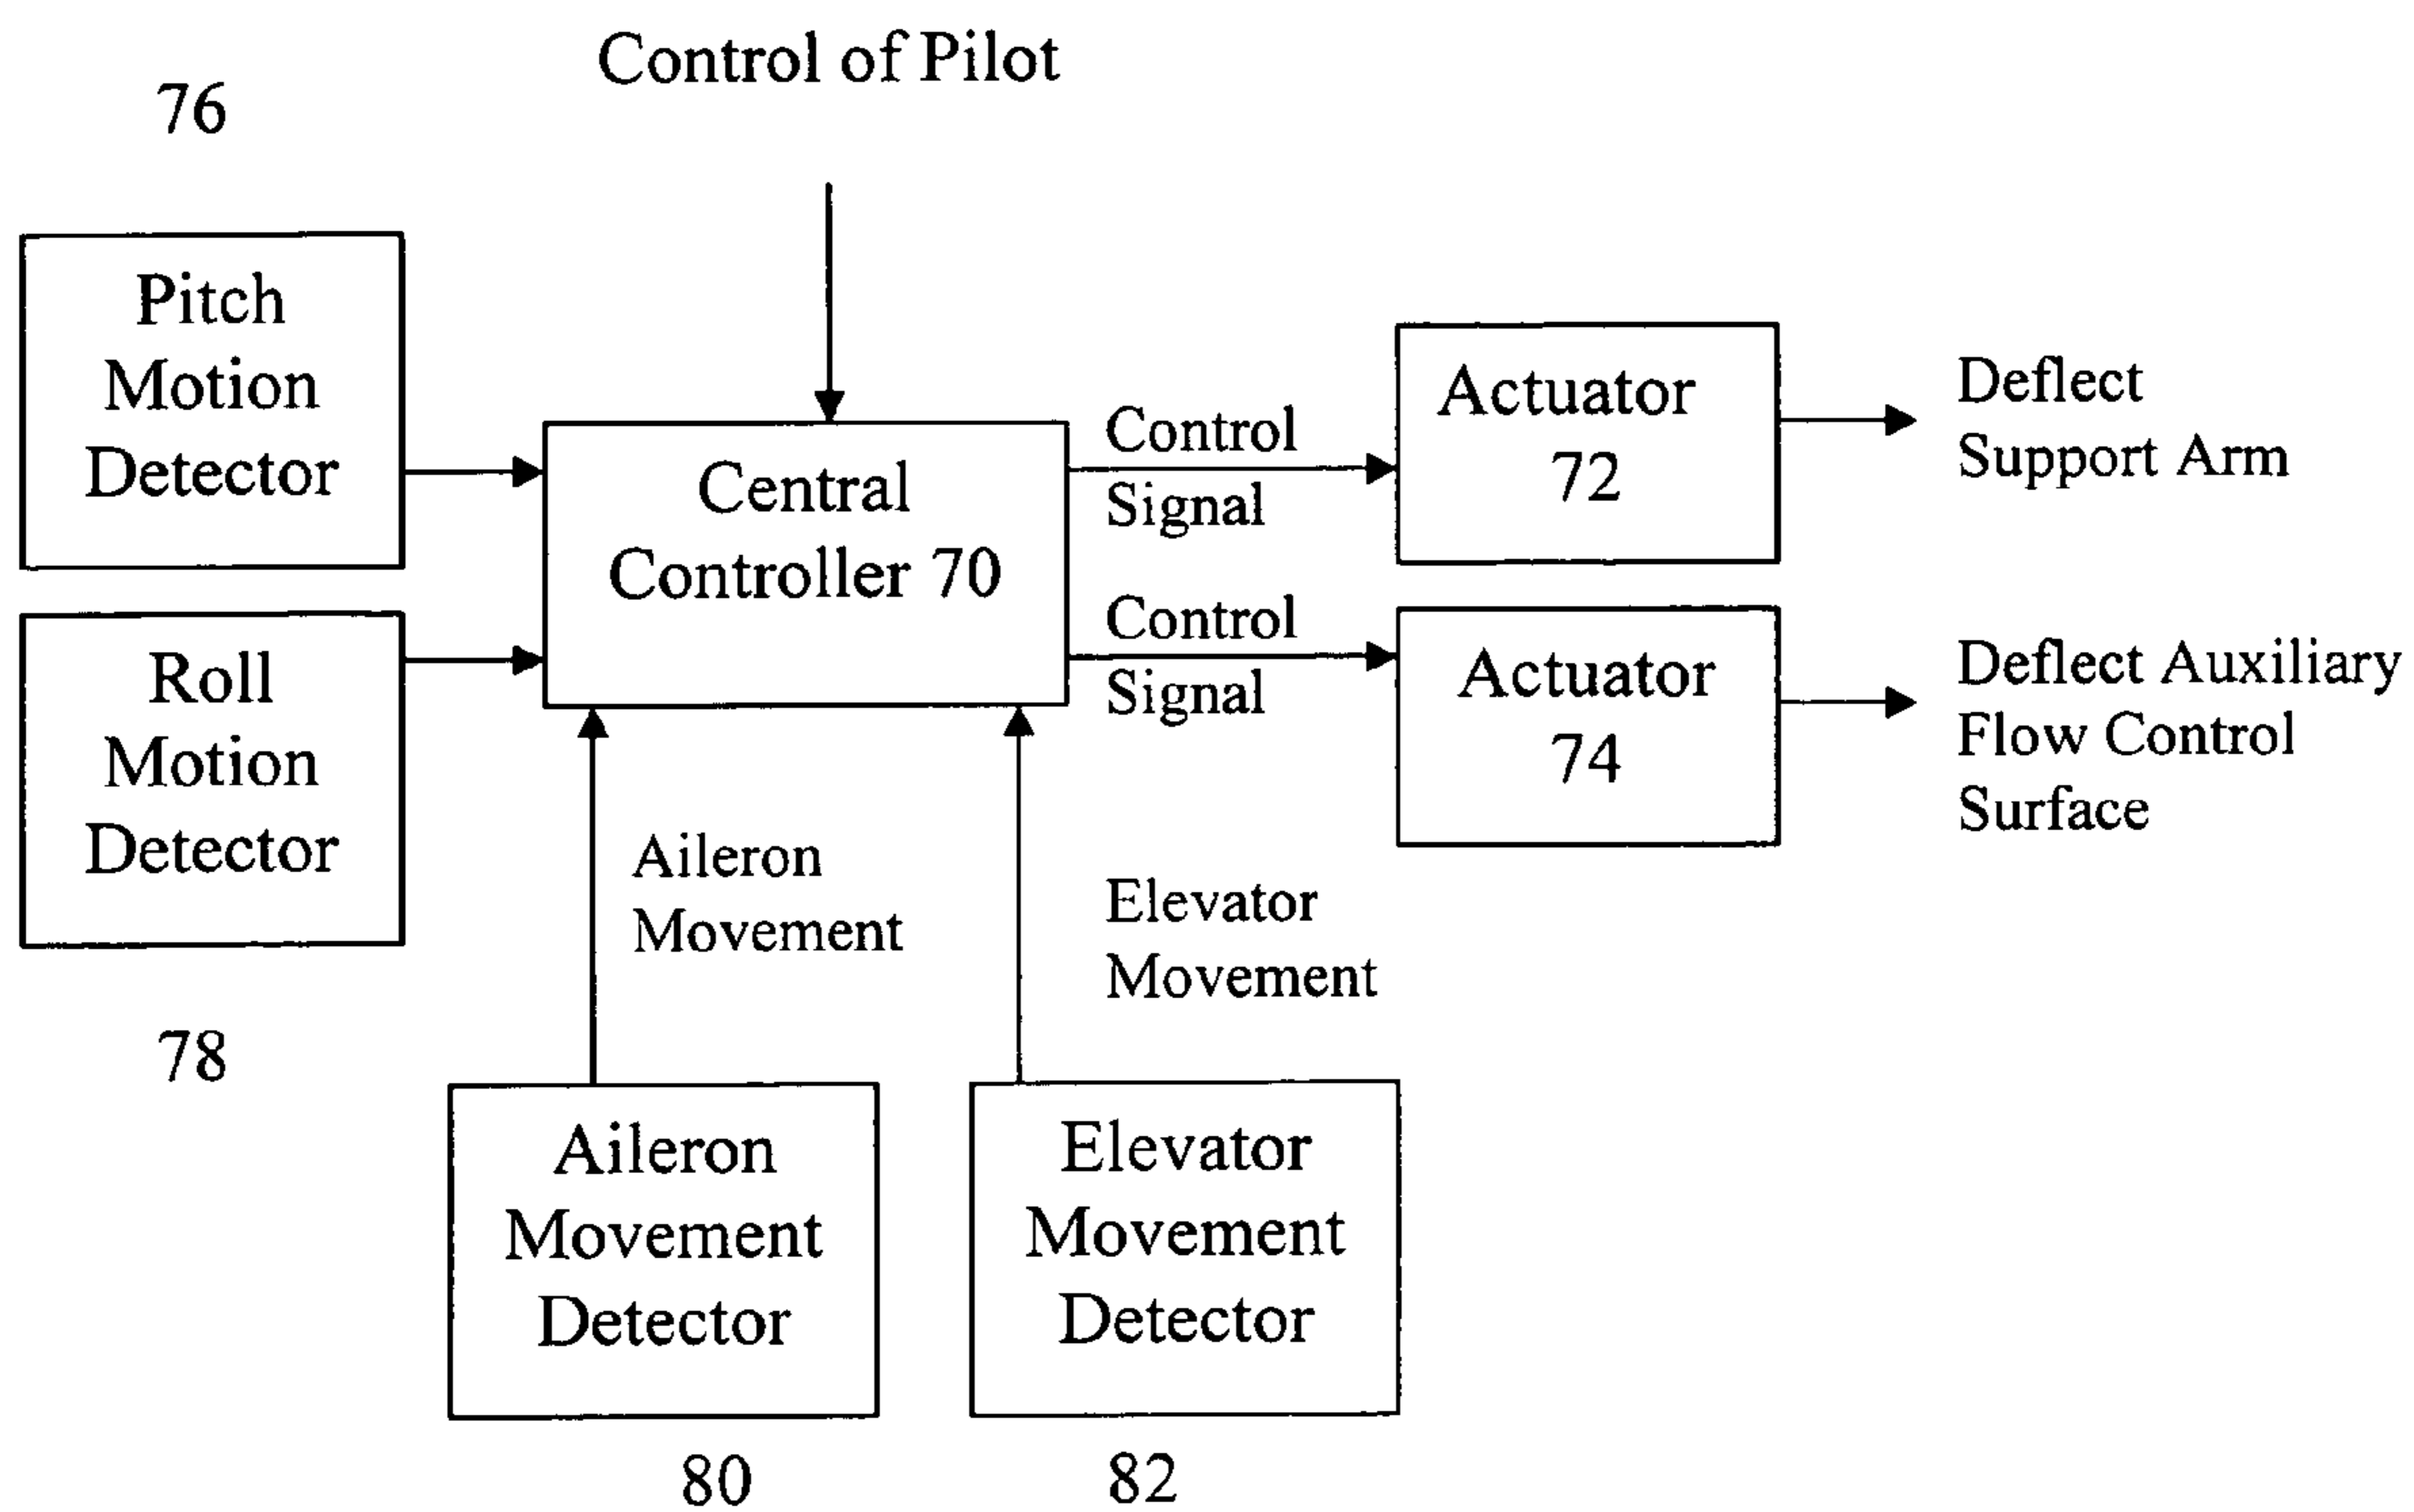 Control of Pilot
76
Pitch
Motion
Detector
Central
Controller 70
Control
Signal
Actuator
72
Deflect
Support Arm
Roll
Motion
Detector
78
Control
Signal
Actuator
74
Deflect Auxiliary
Flow Control
Surface
Aileron
Movement
Elevator
Movement
Aileron
Movement
Detector
80
Elevator
Movement
Detector
82